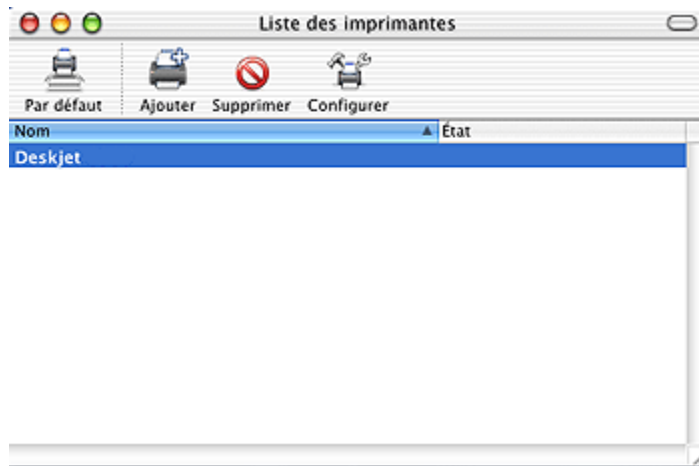 Liste des imprimantes
Par défaut Ajouter Supprimer Configurer
Nom État
Deskjet